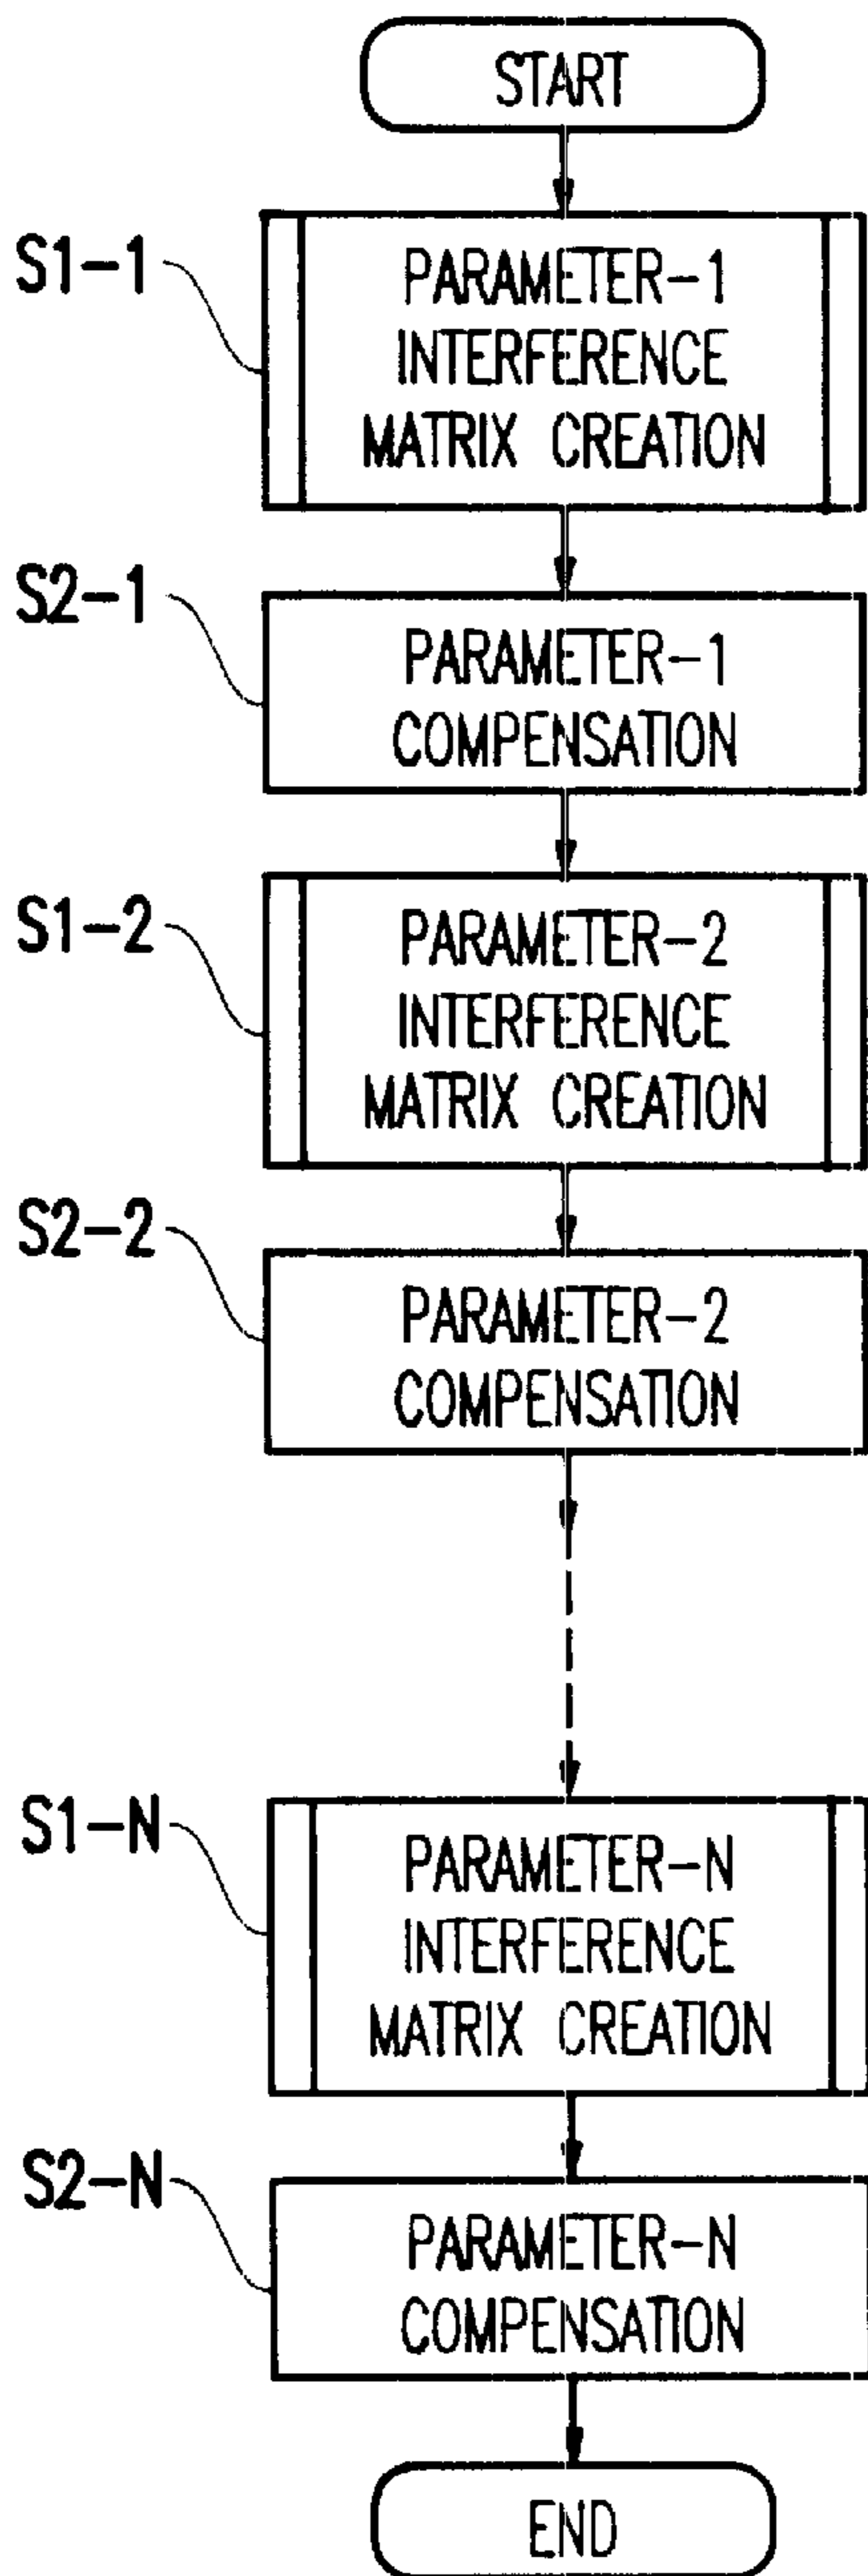 START
S1-1
PARAMETER-1
INTERFERENCE
MATRIX CREATION
S2-1
PARAMETER-1
COMPENSATION
S1-2
PARAMETER-2
INTERFERENCE
MATRIX CREATION
S2-2
PARAMETER-2
COMPENSATION
S1-N
PARAMETER-N
INTERFERENCE
MATRIX CREATION
S2-N
PARAMETER-N
COMPENSATION
END